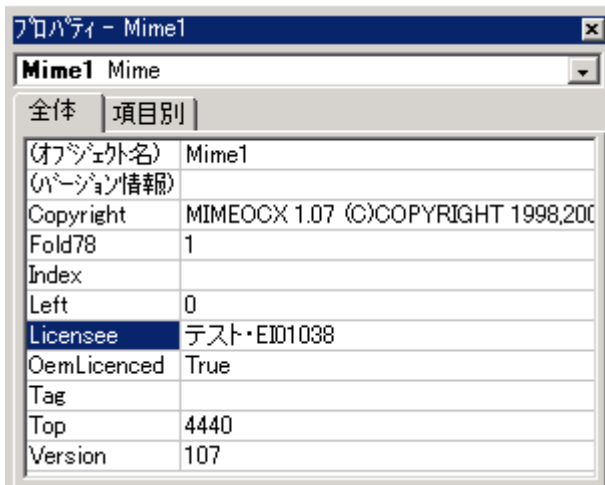 プロパティ - Mime1
Mime1 Mime
全体 項目別
(オブジェクト名) Mime1
(バージョン情報)
Copyright MIMEOCX 1.07 (C)COPYRIGHT 1998,200
Fold78 1
Index
Left 0
Licensee テスト・EI01038
OemLicenced True
Tag
Top 4440
Version 107